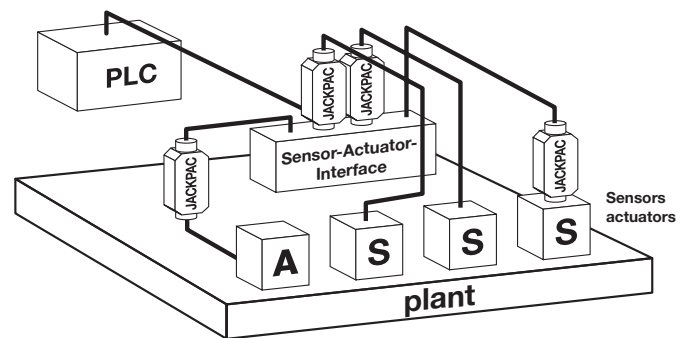 PLC
JACKPAC
JACKPAC
JACKPAC
JACKPAC
Sensor-Actuator-
Interface
Sensors
actuators
A
S
S
S
plant